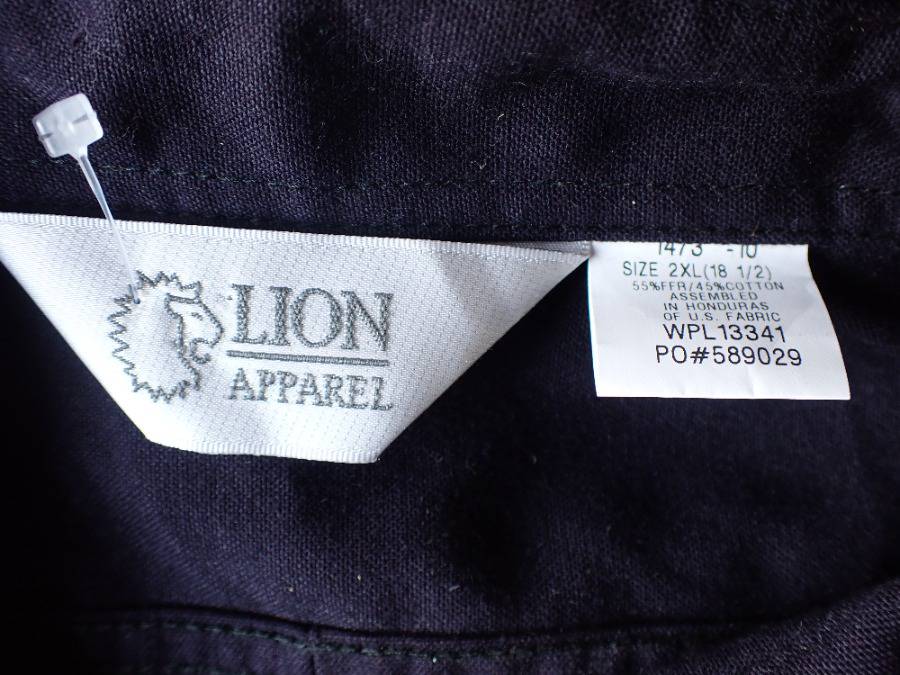 LION
APPAREL
SIZE 2XL(18 1/2)
55%FFR/45%COTTON
ASSEMBLED
IN HONDURAS
OF U.S. FABRIC
WPL13341
PO#589029